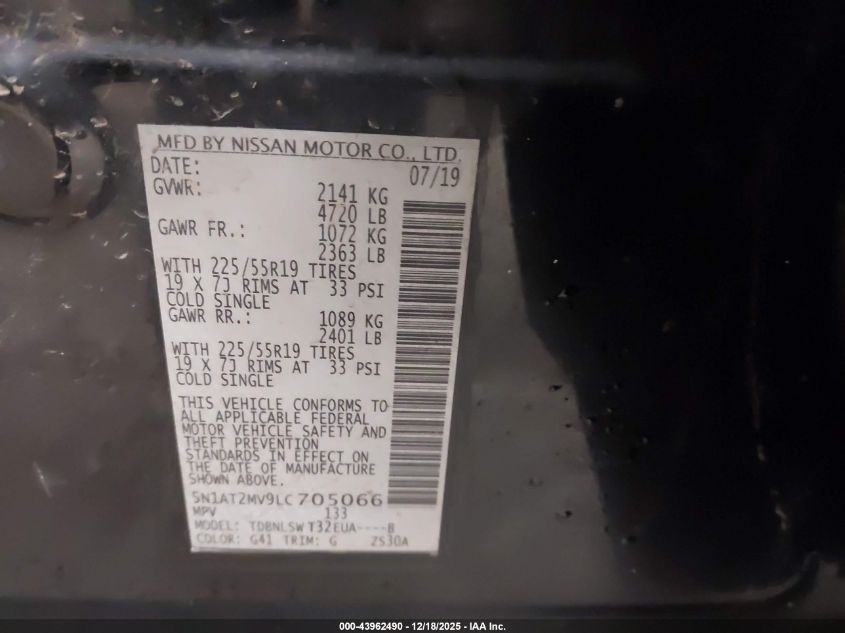 MFD BY NISSAN MOTOR CO., LTD.
DATE: 07/19
GVWR: 2141 KG
4720 LB
GAWR FR.: 1072 KG
2363 LB
WITH 225/55R19 TIRES
19 X 7J RIMS AT 33 PSI
COLD SINGLE
GAWR RR.: 1089 KG
2401 LB
WITH 225/55R19 TIRES
19 X 7J RIMS AT 33 PSI
COLD SINGLE
THIS VEHICLE CONFORMS TO
ALL APPLICABLE FEDERAL
MOTOR VEHICLE SAFETY AND
THEFT PREVENTION
STANDARDS IN EFFECT ON
THE DATE OF MANUFACTURE
SHOWN ABOVE.
5N1AT2MV9LC705066
MPV 133
MODEL: TDBNLSW T32EUA----B
COLOR: G41 TRIM: G ZS30A
000-43962490 - 12/18/2025 - IAA Inc.